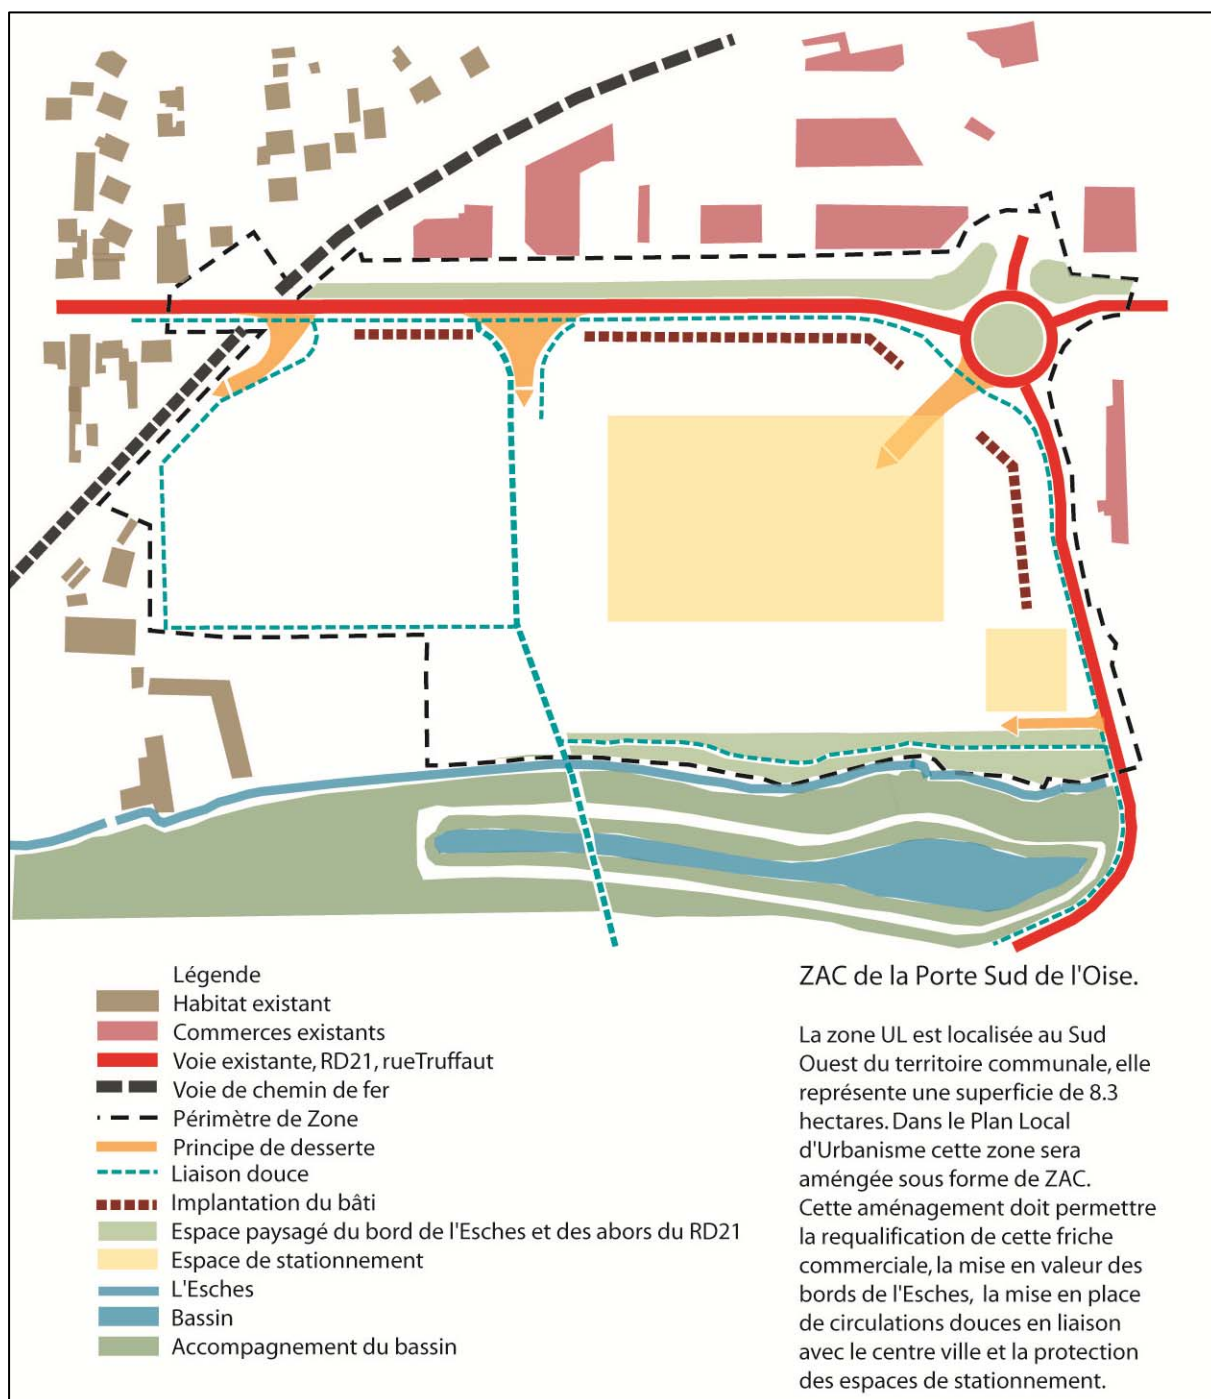 Légende
Habitat existant
Commerces existants
Voie existante, RD21, rueTruffaut
Voie de chemin de fer
Périmètre de Zone
Principe de desserte
Liaison douce
Implantation du bâti
Espace paysagé du bord de l'Esches et des abors du RD21
Espace de stationnement
L'Esches
Bassin
Accompagnement du bassin
ZAC de la Porte Sud de l'Oise.
La zone UL est localisée au Sud
Ouest du territoire communale, elle
représente une superficie de 8.3
hectares. Dans le Plan Local
d'Urbanisme cette zone sera
améngée sous forme de ZAC.
Cette aménagement doit permettre
la requalification de cette friche
commerciale, la mise en valeur des
bords de l'Esches, la mise en place
de circulations douces en liaison
avec le centre ville et la protection
des espaces de stationnement.